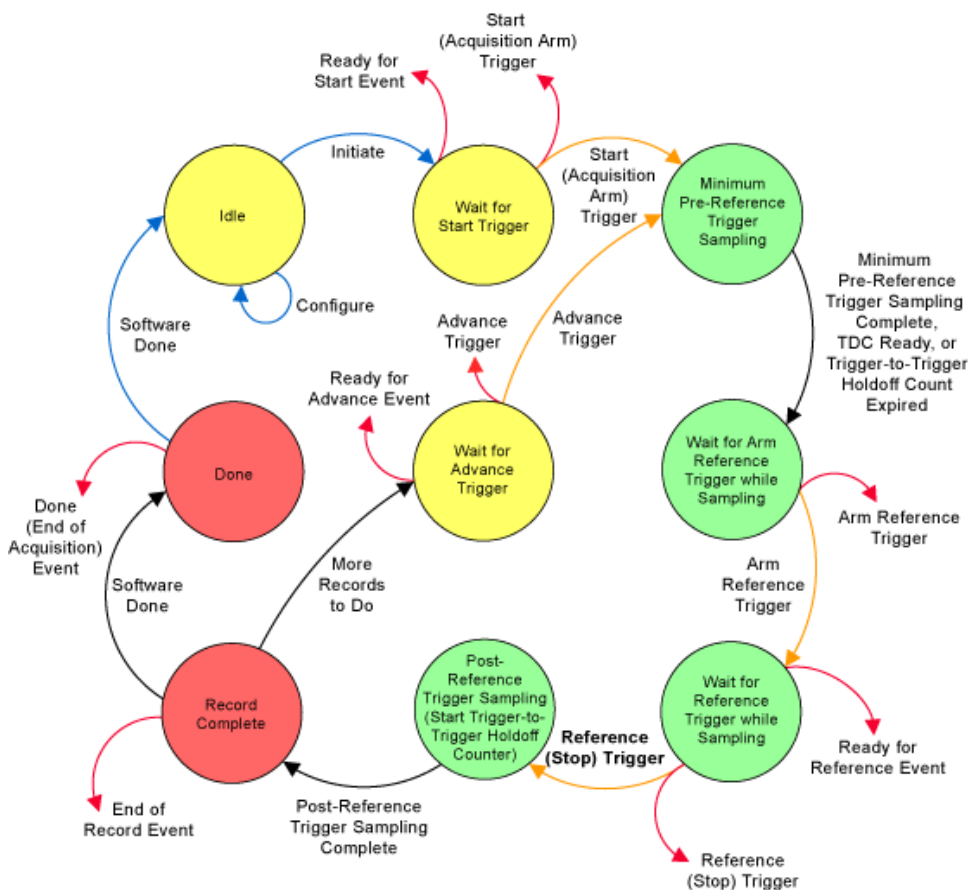 Start
(Acquisition Arm)
Trigger
Ready for
Start Event
Initiate
Start
(Acquisition
Arm)
Trigger
Idle
Wait for
Start Trigger
Minimum
Pre-Reference
Trigger
Sampling
Configure
Software
Done
Advance
Trigger
Advance
Trigger
Minimum
Pre-Reference
Trigger Sampling
Complete,
TDC Ready, or
Trigger-to-Trigger
Holdoff Count
Expired
Ready for
Advance Event
Done
Wait for
Advance
Trigger
Wait for Arm
Reference
Trigger while
Sampling
Done
(End of
Acquisition)
Event
Arm Reference
Trigger
Software
Done
More
Records
to Do
Arm
Reference
Trigger
Record
Complete
Post-
Reference
Trigger Sampling
(Start Trigger-to-
Trigger Holdoff
Counter)
Reference
(Stop) Trigger
Wait for
Reference
Trigger while
Sampling
Ready for
Reference Event
End of
Record Event
Post-Reference
Trigger Sampling
Complete
Reference
(Stop) Trigger